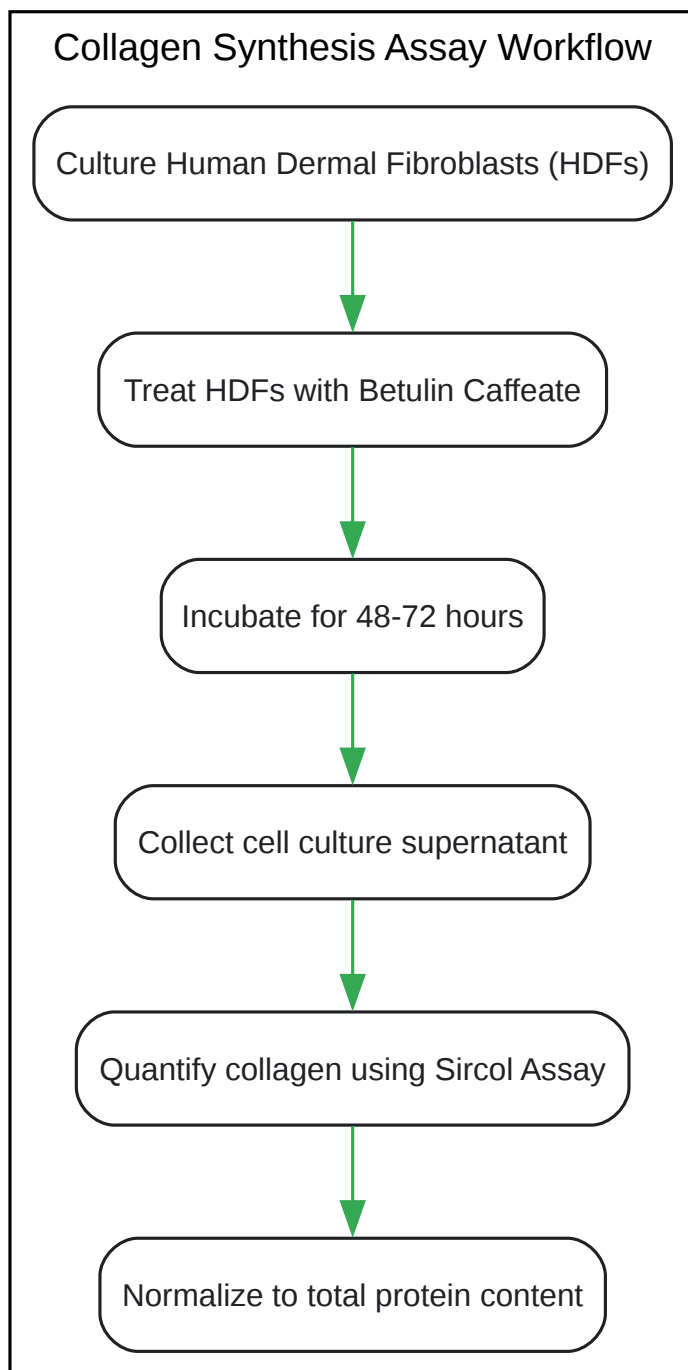 Collagen Synthesis Assay Workflow
Culture Human Dermal Fibroblasts (HDFs)
Treat HDFs with Betulin Caffeate
Incubate for 48-72 hours
Collect cell culture supernatant
Quantify collagen using Sircol Assay
Normalize to total protein content